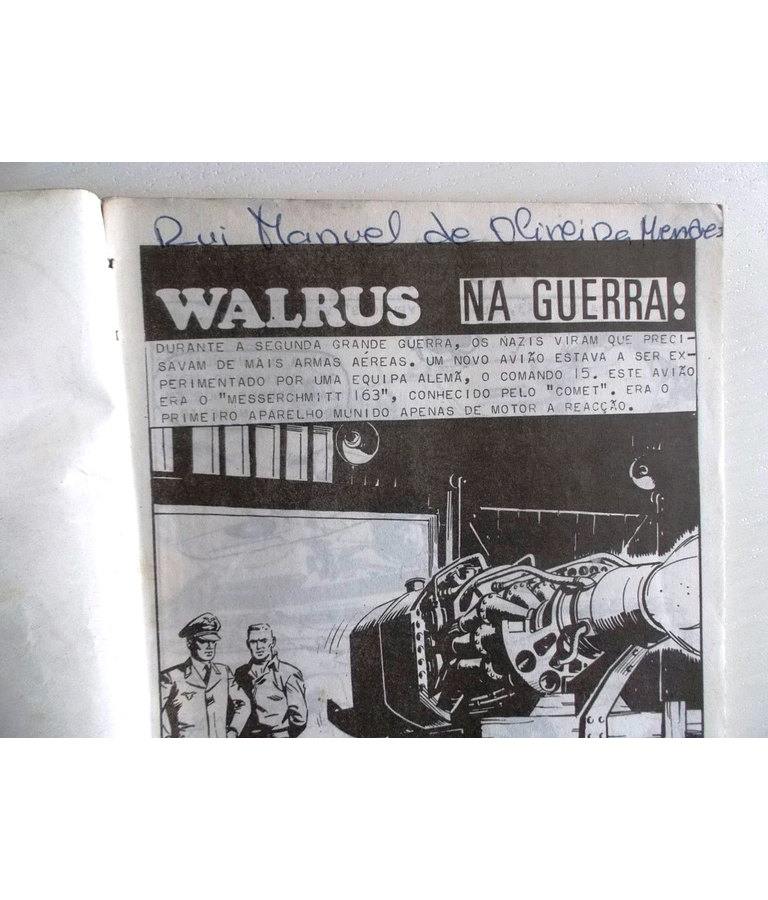 Rui Manuel de Oliveira Mendes
WALRUS NA GUERRA!
DURANTE A SEGUNDA GRANDE GUERRA, OS NAZIS VIRAM QUE PRECI-
SAVAM DE MAIS ARMAS AÉREAS. UM NOVO AVIÃO ESTAVA A SER EX-
PERIMENTADO POR UMA EQUIPA ALEMÃ, O COMANDO 15. ESTE AVIÃO
ERA O "MESSERCHMITT 163", CONHECIDO PELO "COMET". ERA O
PRIMEIRO APARELHO MUNIDO APENAS DE MOTOR A REACÇÃO.